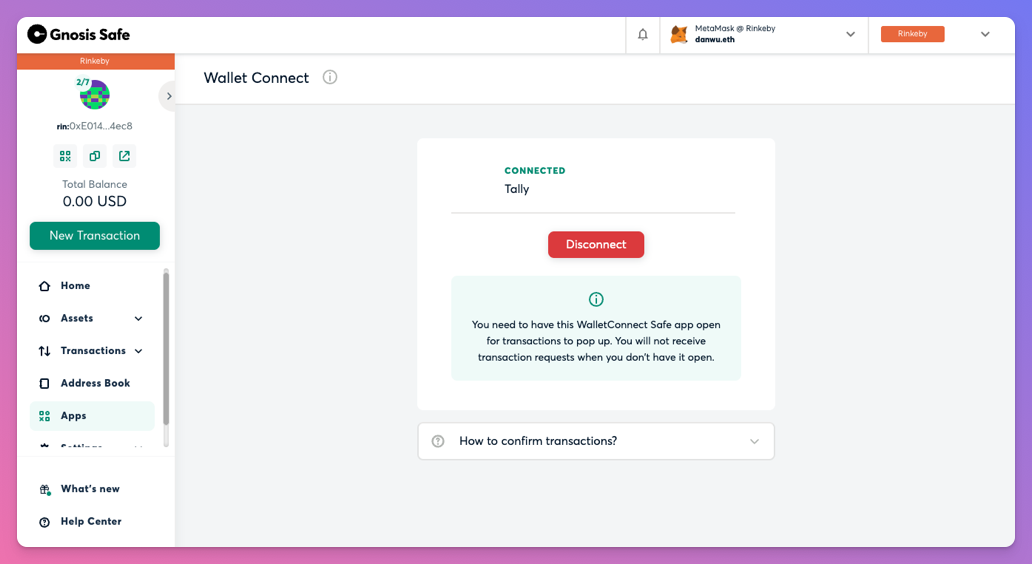 Gnosis Safe
MetaMask @ Rinkeby
danwu.eth
Rinkeby
Rinkeby
2/7
rin:0xE014...4ec8
Total Balance
0.00 USD
New Transaction
Home
Assets
Transactions
Address Book
Apps
Settings
What's new
Help Center
Wallet Connect
CONNECTED
Tally
Disconnect
You need to have this WalletConnect Safe app open
for transactions to pop up. You will not receive
transaction requests when you don't have it open.
How to confirm transactions?